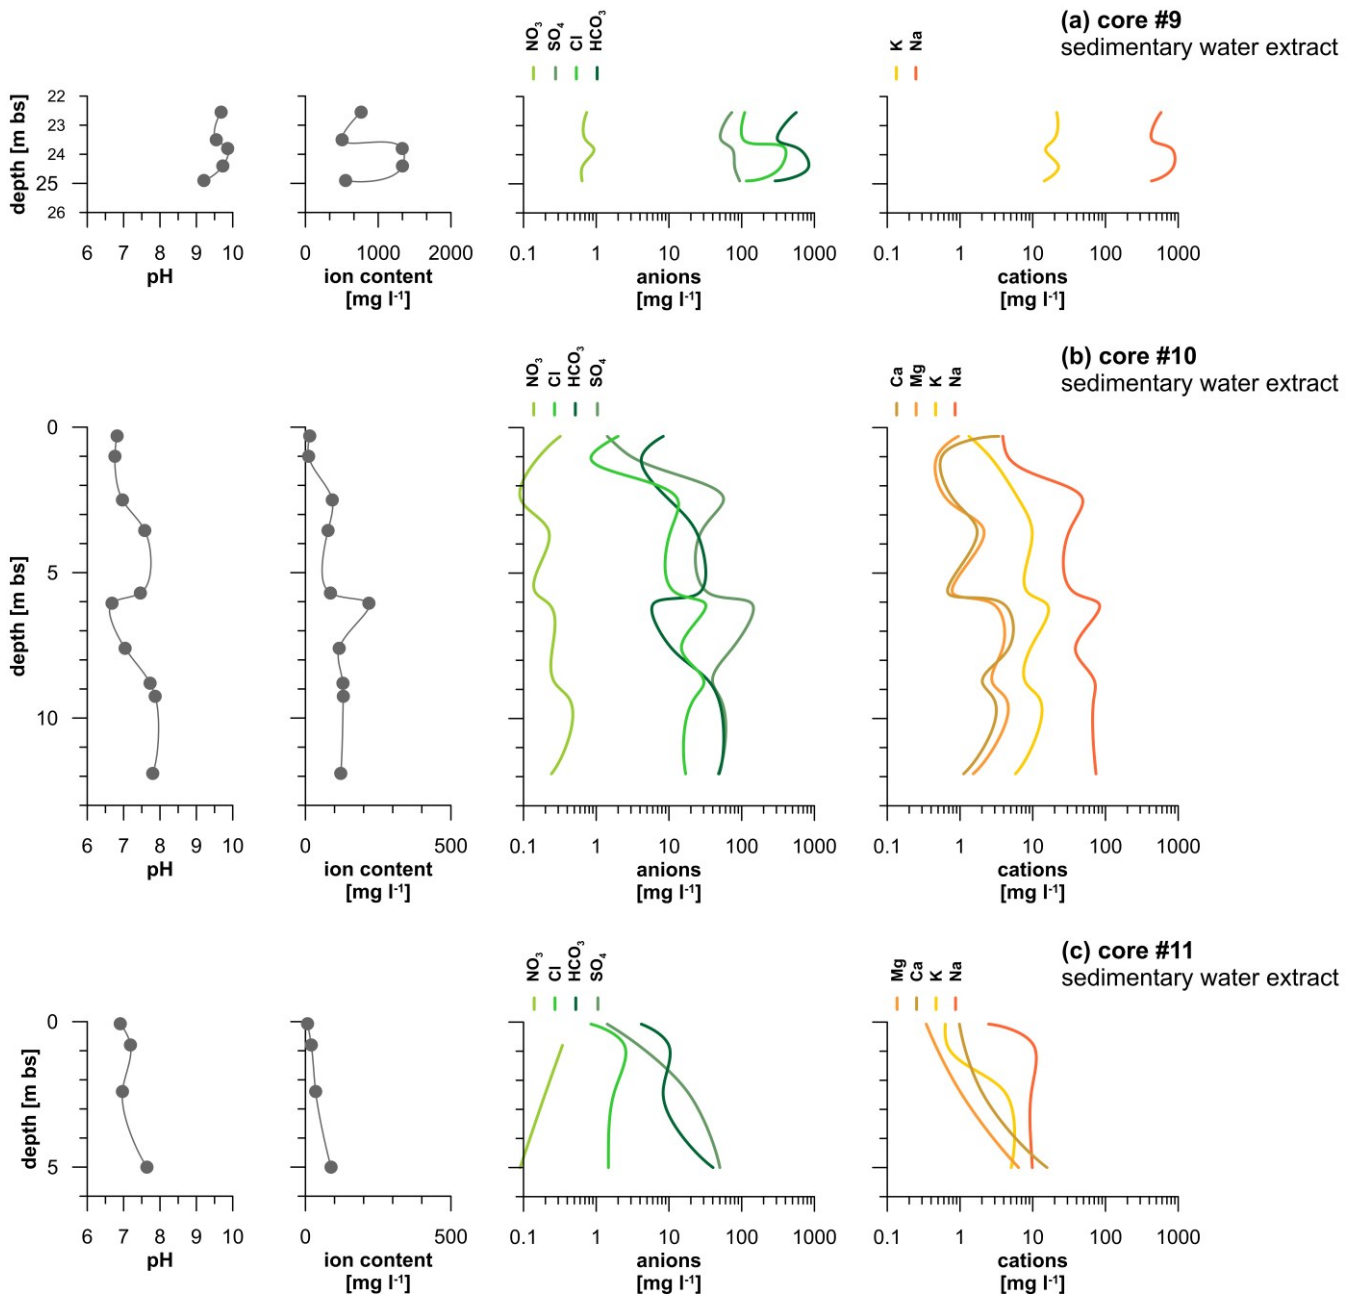 (a) core #9
sedimentary water extract
NO3 SO4 Cl HCO3
K Na
depth [m bs]
22
23
24
25
26
6 7 8 9 10
pH
0 1000 2000
ion content
[mg l-1]
0.1 1 10 100 1000
anions
[mg l-1]
0.1 1 10 100 1000
cations
[mg l-1]
(b) core #10
sedimentary water extract
NO3 Cl HCO3 SO4
Ca Mg K Na
depth [m bs]
0
5
10
6 7 8 9 10
pH
0 500
ion content
[mg l-1]
0.1 1 10 100 1000
anions
[mg l-1]
0.1 1 10 100 1000
cations
[mg l-1]
(c) core #11
sedimentary water extract
NO3 Cl HCO3 SO4
Mg Ca K Na
depth [m bs]
0
5
6 7 8 9 10
pH
0 500
ion content
[mg l-1]
0.1 1 10 100 1000
anions
[mg l-1]
0.1 1 10 100 1000
cations
[mg l-1]